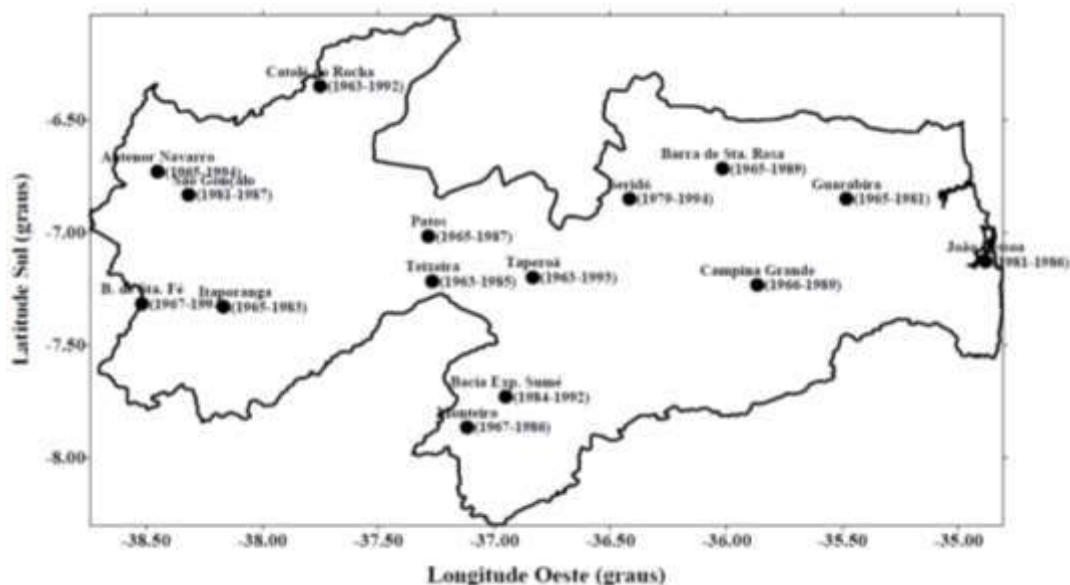 -6.50
-7.00
-7.50
-8.00
Latitude Sul (graus)
Catolé do Rocha
(1963-1992)
Antenor Navarro
(1965-1994)
São Gonçalo
(1981-1987)
Barra de Sta. Rosa
(1965-1989)
(1979-1994)
Guarabira
(1965-1981)
Patos
(1965-1987)
João
(1981-1986)
Teixeira
(1963-1985)
Taperoá
(1963-1993)
Campina Grande
(1966-1989)
B. de Sta. Fé
Itaporanga
(1965-1983)
Bacia Exp. Sumé
(1984-1992)
Monteiro
(1967-1986)
-38.50 -38.00 -37.50 -37.00 -36.50 -36.00 -35.50 -35.00
Longitude Oeste (graus)